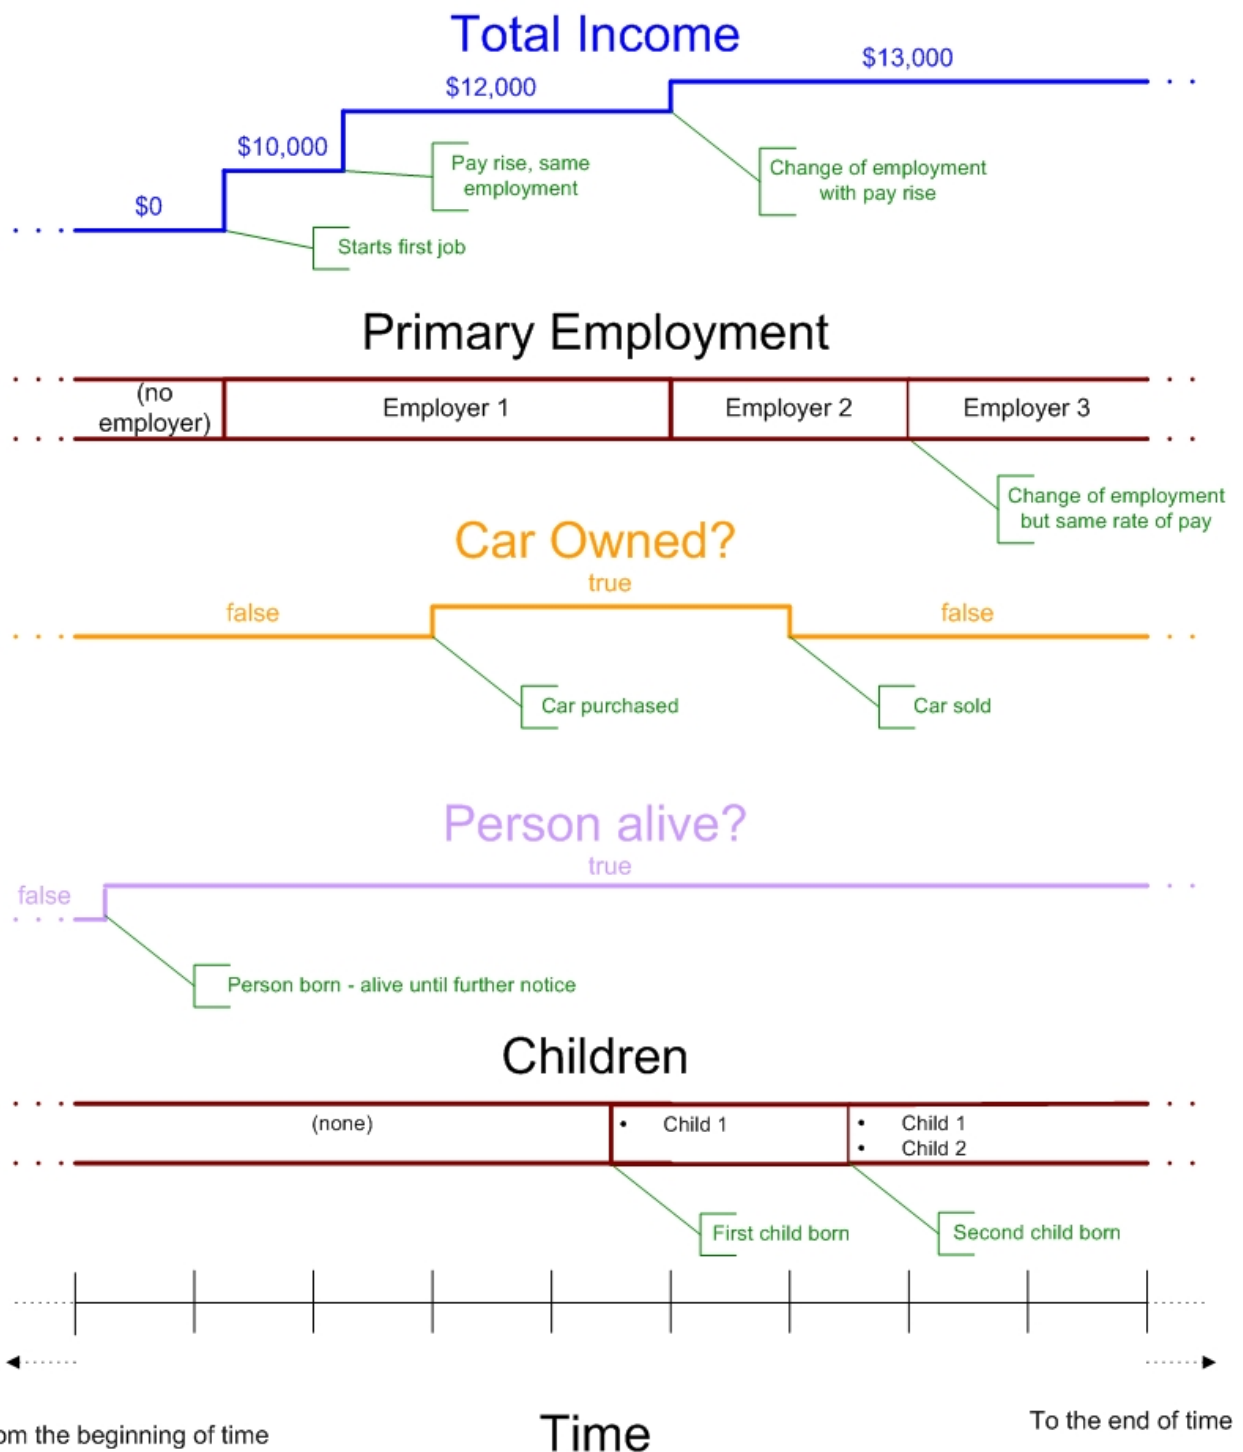 Total Income
$13,000
$12,000
$10,000
Pay rise, same
employment
Change of employment
with pay rise
$0
Starts first job
Primary Employment
(no
employer)
Employer 1
Employer 2
Employer 3
Change of employment
but same rate of pay
Car Owned?
true
false
false
Car purchased
Car sold
Person alive?
true
false
Person born - alive until further notice
Children
(none)
• Child 1
• Child 1
• Child 2
First child born
Second child born
om the beginning of time
Time
To the end of time